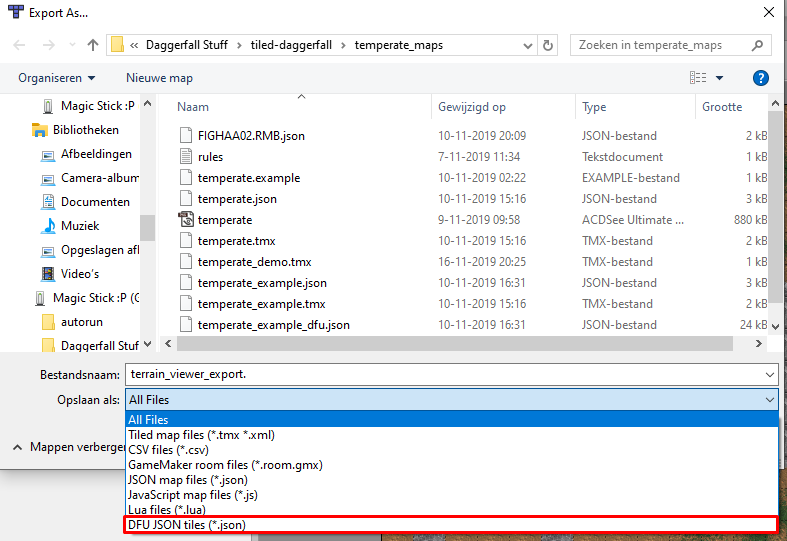 Export As...
« Daggerfall Stuff › tiled-daggerfall › temperate_maps
Zoeken in temperate_maps
Organiseren Nieuwe map
Magic Stick :P
Bibliotheken
Afbeeldingen
Camera-album
Documenten
Muziek
Opgeslagen afl
Video's
Magic Stick :P (G
autorun
Daggerfall Stuff
Naam Gewijzigd op Type Grootte
FIGHAA02.RMB.json 10-11-2019 20:09 JSON-bestand 2 kB
rules 7-11-2019 11:34 Tekstdocument 1 kB
temperate.example 10-11-2019 02:22 EXAMPLE-bestand 1 kB
temperate.json 10-11-2019 15:16 JSON-bestand 3 kB
temperate 9-11-2019 09:58 ACDSee Ultimate ... 880 kB
temperate.tmx 10-11-2019 15:16 TMX-bestand 2 kB
temperate_demo.tmx 16-11-2019 20:25 TMX-bestand 1 kB
temperate_example.json 10-11-2019 16:31 JSON-bestand 3 kB
temperate_example.tmx 10-11-2019 15:16 TMX-bestand 2 kB
temperate_example_dfu.json 10-11-2019 16:31 JSON-bestand 24 kB
Bestandsnaam: terrain_viewer_export.
Opslaan als: All Files
All Files
Tiled map files (*.tmx *.xml)
CSV files (*.csv)
GameMaker room files (*.room.gmx)
JSON map files (*.json)
JavaScript map files (*.js)
Lua files (*.lua)
DFU JSON tiles (*.json)
Mappen verberge